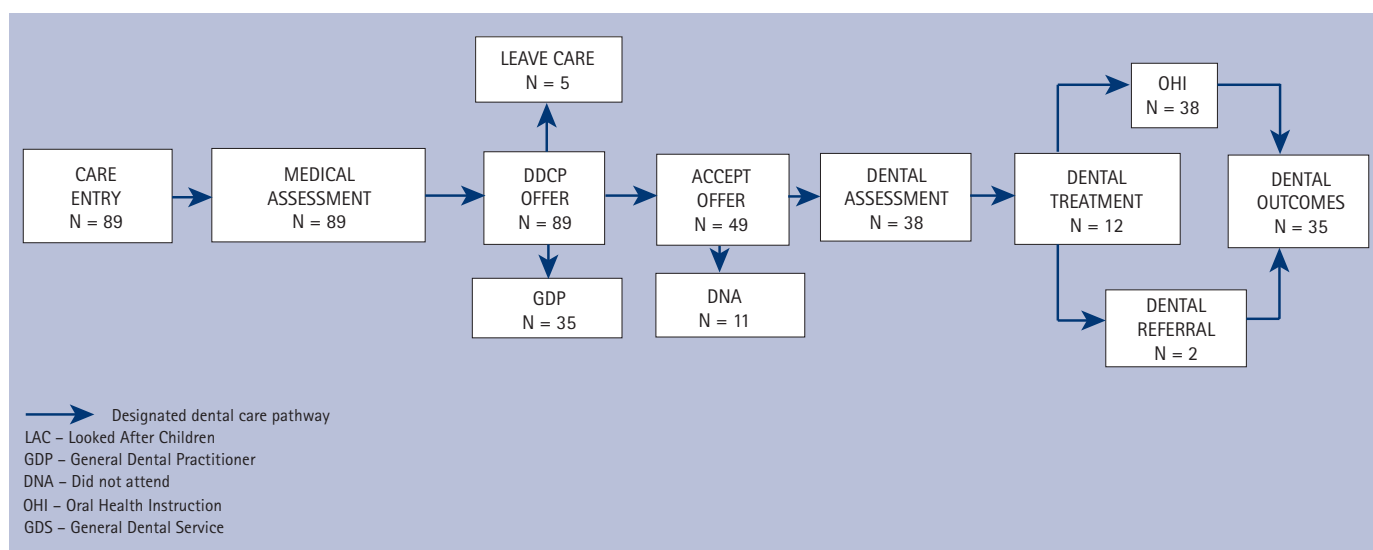 LEAVE CARE
N = 5
CARE
ENTRY
N = 89
MEDICAL
ASSESSMENT
N = 89
DDCP
OFFER
N = 89
ACCEPT
OFFER
N = 49
DENTAL
ASSESSMENT
N = 38
DENTAL
TREATMENT
N = 12
OHI
N = 38
DENTAL
OUTCOMES
N = 35
GDP
N = 35
DNA
N = 11
DENTAL
REFERRAL
N = 2
Designated dental care pathway
LAC – Looked After Children
GDP – General Dental Practitioner
DNA – Did not attend
OHI – Oral Health Instruction
GDS – General Dental Service